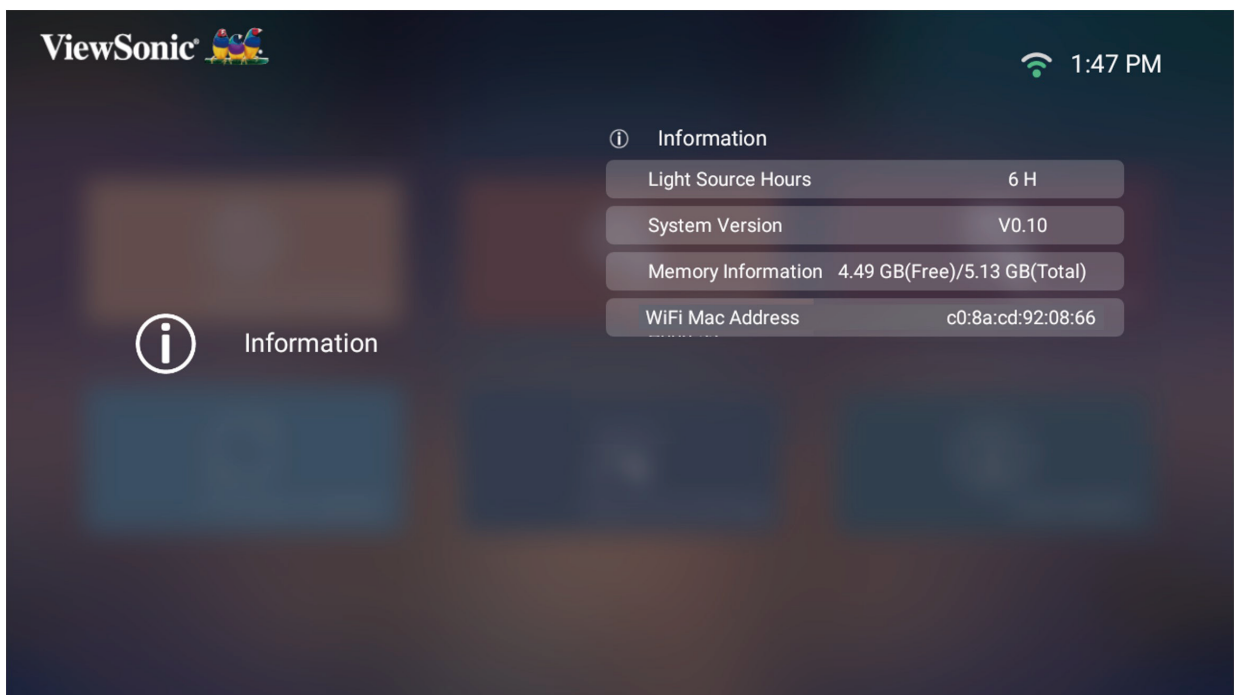 ViewSonic®
1:47 PM
Information
Light Source Hours 6 H
System Version V0.10
Memory Information 4.49 GB(Free)/5.13 GB(Total)
WiFi Mac Address c0:8a:cd:92:08:66
Information